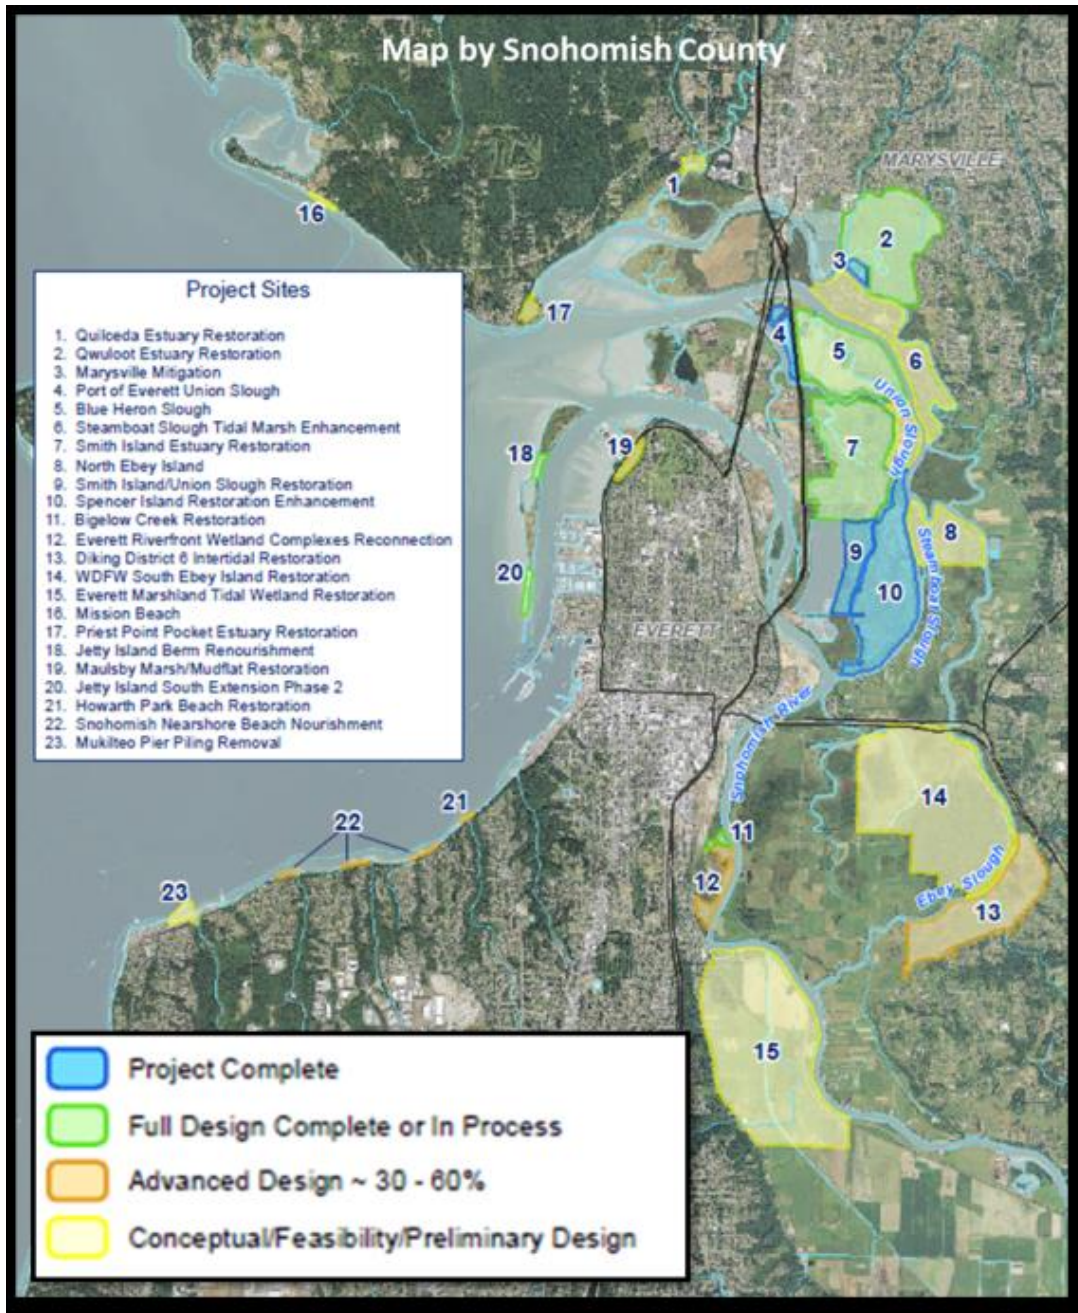 Map by Snohomish County
MARYSVILLE
1
2
16
3
17
4
5
6
Project Sites
1. Quilceda Estuary Restoration
2. Qwuloot Estuary Restoration
3. Marysville Mitigation
4. Port of Everett Union Slough
5. Blue Heron Slough
6. Steamboat Slough Tidal Marsh Enhancement
7. Smith Island Estuary Restoration
8. North Ebey Island
9. Smith Island/Union Slough Restoration
10. Spencer Island Restoration Enhancement
11. Bigelow Creek Restoration
12. Everett Riverfront Wetland Complexes Reconnection
13. Diking District 6 Intertidal Restoration
14. WDFW South Ebey Island Restoration
15. Everett Marshland Tidal Wetland Restoration
16. Mission Beach
17. Priest Point Pocket Estuary Restoration
18. Jetty Island Berm Renourishment
19. Maulsby Marsh/Mudflat Restoration
20. Jetty Island South Extension Phase 2
21. Howarth Park Beach Restoration
22. Snohomish Nearshore Beach Nourishment
23. Mukilteo Pier Piling Removal
Union Slough
18
19
7
8
9
Steamboat Slough
20
10
EVERETT
Snohomish River
14
21
22
11
12
Ebey Slough
23
13
15
Project Complete
Full Design Complete or In Process
Advanced Design ~ 30 - 60%
Conceptual/Feasibility/Preliminary Design